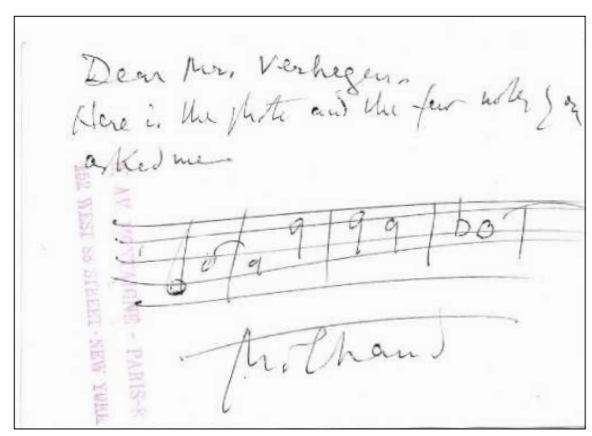 Dear Mr. Verhegen.
Here is the photo and the few notes you
asked me
Milhaud
AV MONTAIGNE - PARIS-8
152 WEST 88 STREET - NEW YORK